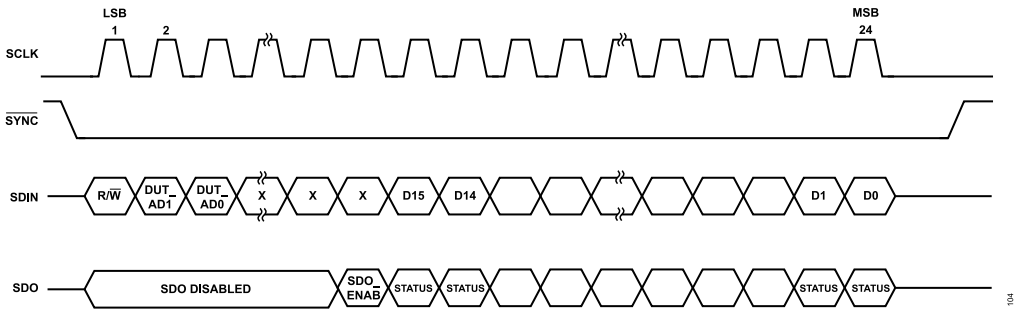 LSB MSB
1 2 24
SCLK
SYNC
SDIN R/W DUT_ AD1 DUT_ AD0 X X X D15 D14 D1 D0
SDO SDO DISABLED SDO_ ENAB STATUS STATUS STATUS STATUS
104